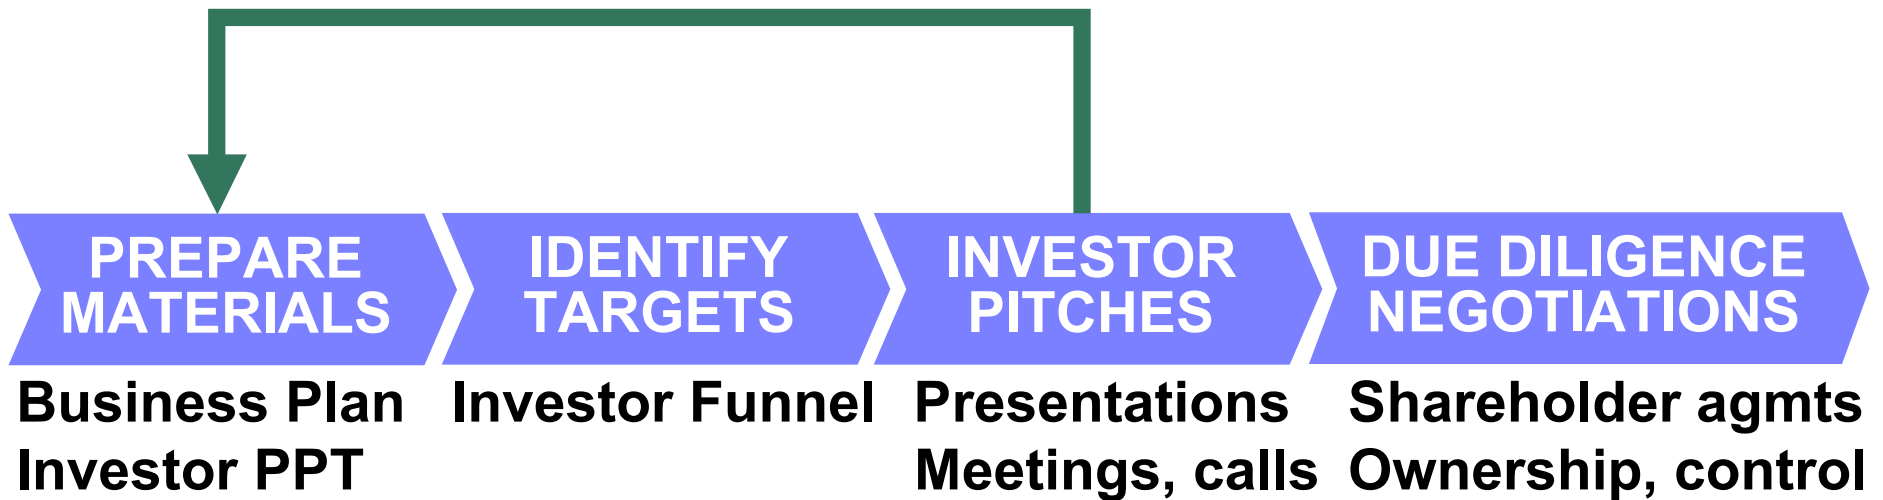 PREPARE
MATERIALS
IDENTIFY
TARGETS
INVESTOR
PITCHES
DUE DILIGENCE
NEGOTIATIONS
Business Plan
Investor PPT
Investor Funnel
Presentations
Meetings, calls
Shareholder agmts
Ownership, control